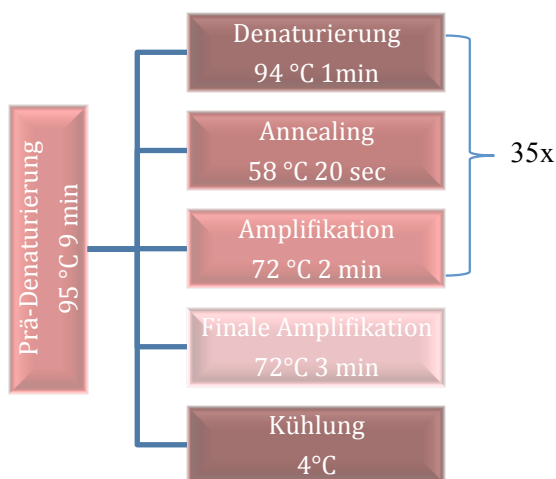 Prä-Denaturierung
95 °C 9 min
Denaturierung
94 °C 1min
Annealing
58 °C 20 sec
Amplifikation
72 °C 2 min
35x
Finale Amplifikation
72°C 3 min
Kühlung
4°C